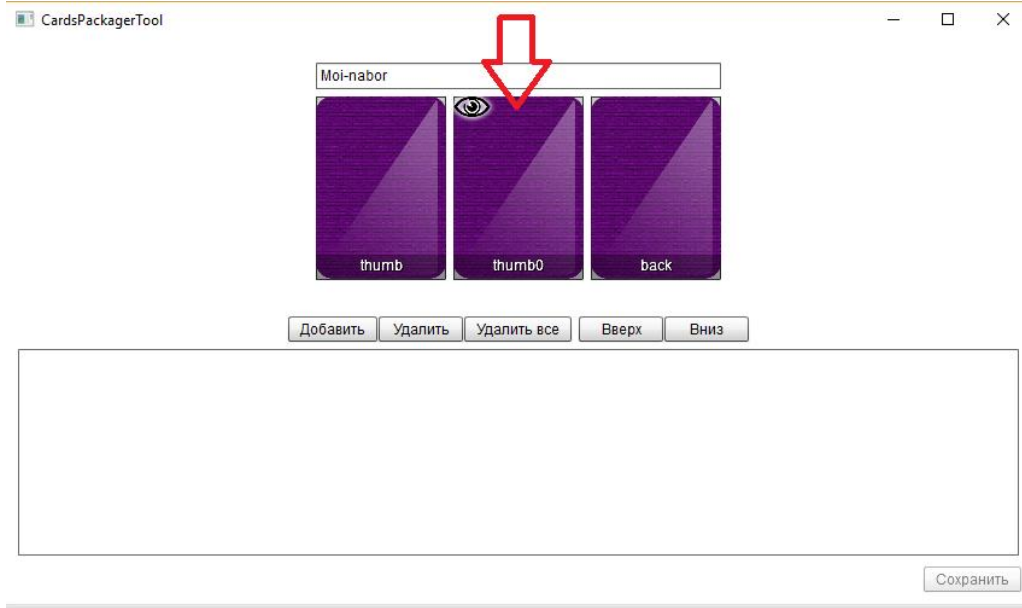 CardsPackagerTool
Moi-nabor
thumb thumb0 back
Добавить Удалить Удалить все Вверх Вниз
Сохранить